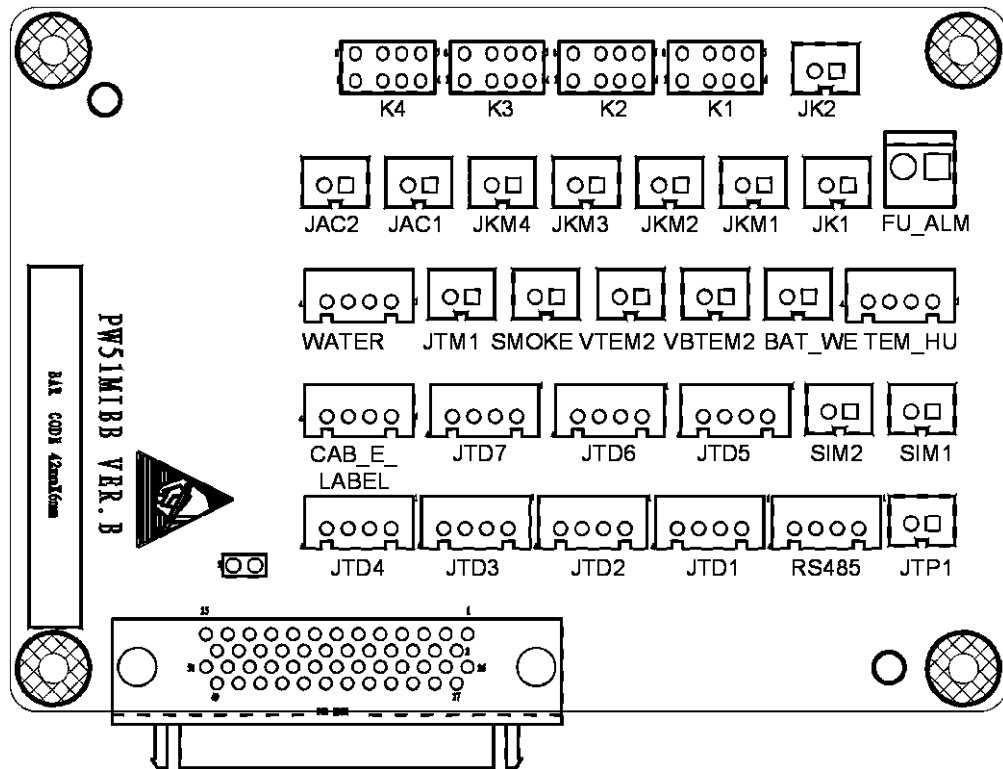 K4 K3 K2 K1 JK2
JAC2 JAC1 JKM4 JKM3 JKM2 JKM1 JK1 FU_ALM
WATER JTM1 SMOKE VTEM2 VBTEM2 BAT_WE TEM_HU
CAB_E_ JTD7 JTD6 JTD5 SIM2 SIM1
LABEL
JTD4 JTD3 JTD2 JTD1 RS485 JTP1
PW51MIBB VER.B
BAR CODE 42mmX6mm